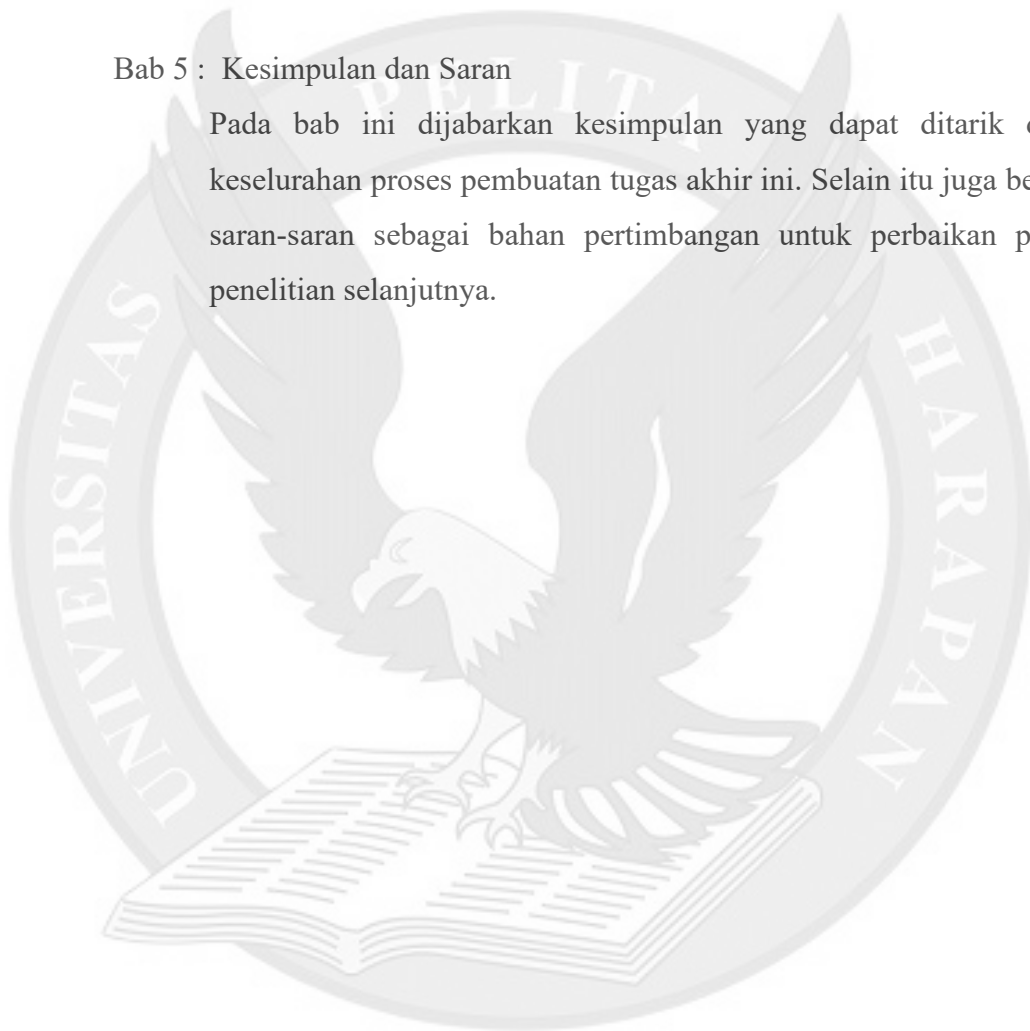 Bab 5 : Kesimpulan dan Saran
Pada bab ini dijabarkan kesimpulan yang dapat ditarik
keselurahan proses pembuatan tugas akhir ini. Selain itu juga
saran-saran sebagai bahan pertimbangan untuk perbaikan
penelitian selanjutnya.
UNIVERSITAS PELITA HARAPAN